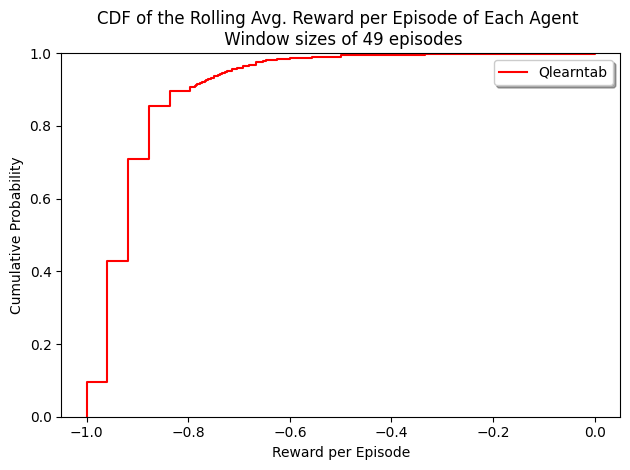 CDF of the Rolling Avg. Reward per Episode of Each Agent
Window sizes of 49 episodes
Qlearntab
Cumulative Probability
1.0
0.8
0.6
0.4
0.2
0.0
−1.0 −0.8 −0.6 −0.4 −0.2 0.0
Reward per Episode